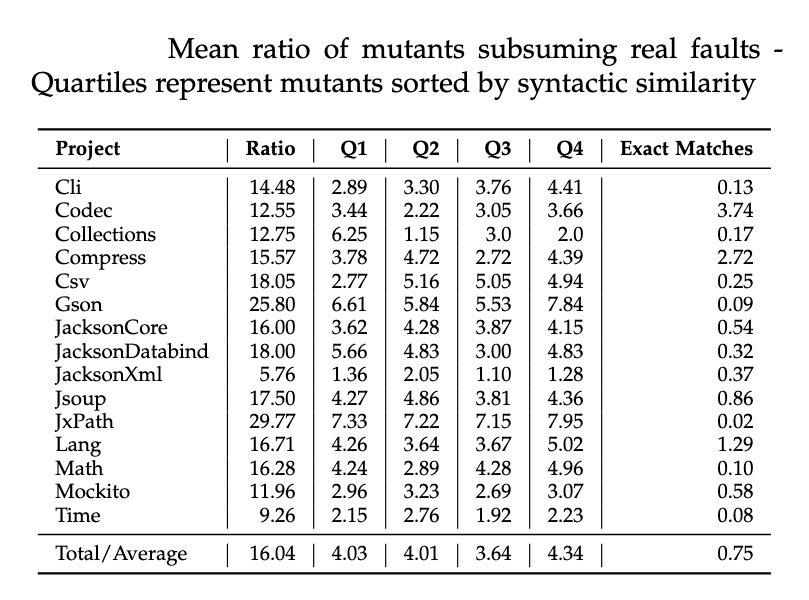 Mean ratio of mutants subsuming real faults -
Quartiles represent mutants sorted by syntactic similarity
Project Ratio Q1 Q2 Q3 Q4 Exact Matches
Cli 14.48 2.89 3.30 3.76 4.41 0.13
Codec 12.55 3.44 2.22 3.05 3.66 3.74
Collections 12.75 6.25 1.15 3.0 2.0 0.17
Compress 15.57 3.78 4.72 2.72 4.39 2.72
Csv 18.05 2.77 5.16 5.05 4.94 0.25
Gson 25.80 6.61 5.84 5.53 7.84 0.09
JacksonCore 16.00 3.62 4.28 3.87 4.15 0.54
JacksonDatabind 18.00 5.66 4.83 3.00 4.83 0.32
JacksonXml 5.76 1.36 2.05 1.10 1.28 0.37
Jsoup 17.50 4.27 4.86 3.81 4.36 0.86
JxPath 29.77 7.33 7.22 7.15 7.95 0.02
Lang 16.71 4.26 3.64 3.67 5.02 1.29
Math 16.28 4.24 2.89 4.28 4.96 0.10
Mockito 11.96 2.96 3.23 2.69 3.07 0.58
Time 9.26 2.15 2.76 1.92 2.23 0.08
Total/Average 16.04 4.03 4.01 3.64 4.34 0.75